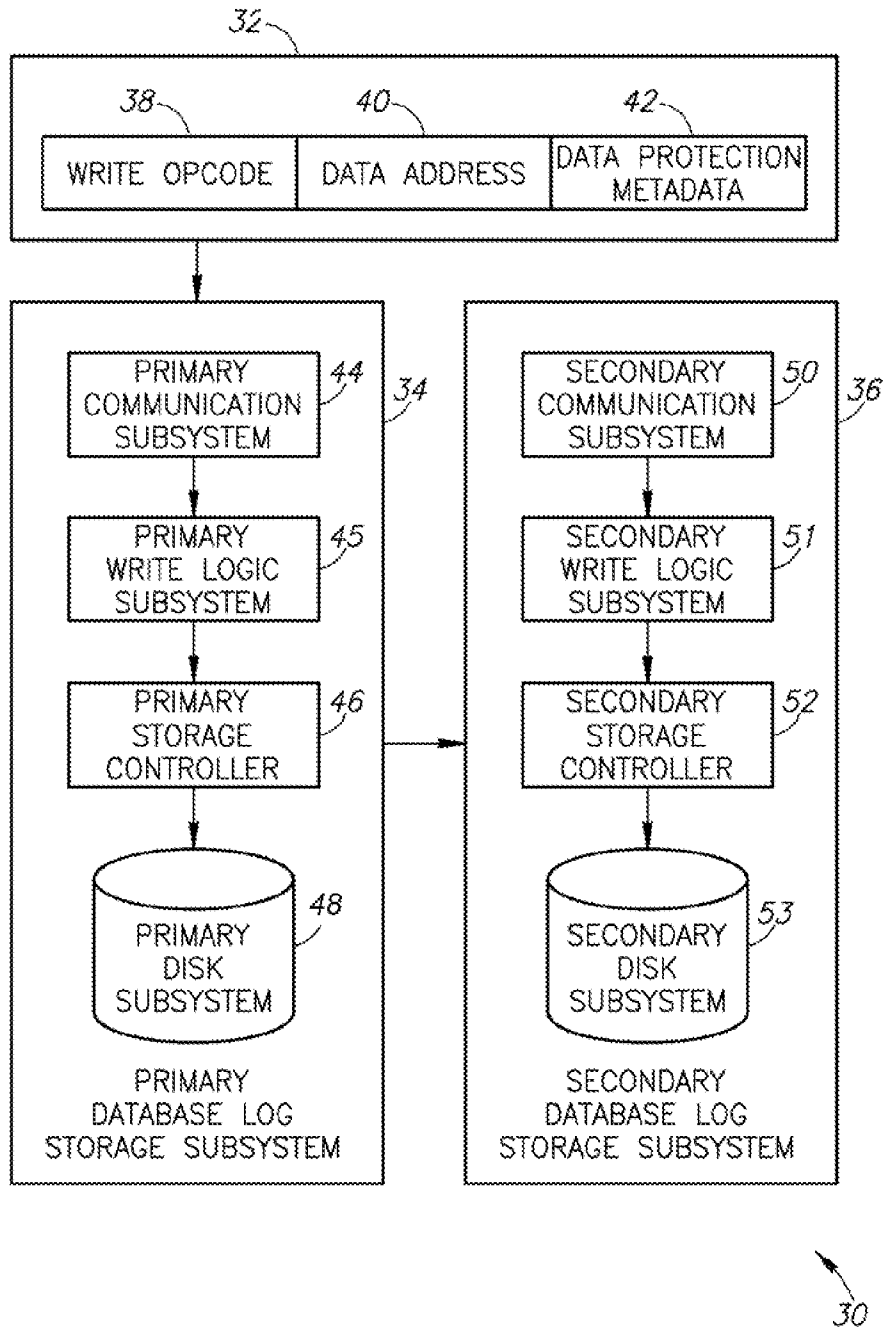 32
38
40
42
WRITE OPCODE
DATA ADDRESS
DATA PROTECTION
METADATA
PRIMARY
COMMUNICATION
SUBSYSTEM
44
34
PRIMARY
WRITE LOGIC
SUBSYSTEM
45
PRIMARY
STORAGE
CONTROLLER
46
PRIMARY
DISK
SUBSYSTEM
48
PRIMARY
DATABASE LOG
STORAGE SUBSYSTEM
SECONDARY
COMMUNICATION
SUBSYSTEM
50
36
SECONDARY
WRITE LOGIC
SUBSYSTEM
51
SECONDARY
STORAGE
CONTROLLER
52
SECONDARY
DISK
SUBSYSTEM
53
SECONDARY
DATABASE LOG
STORAGE SUBSYSTEM
30